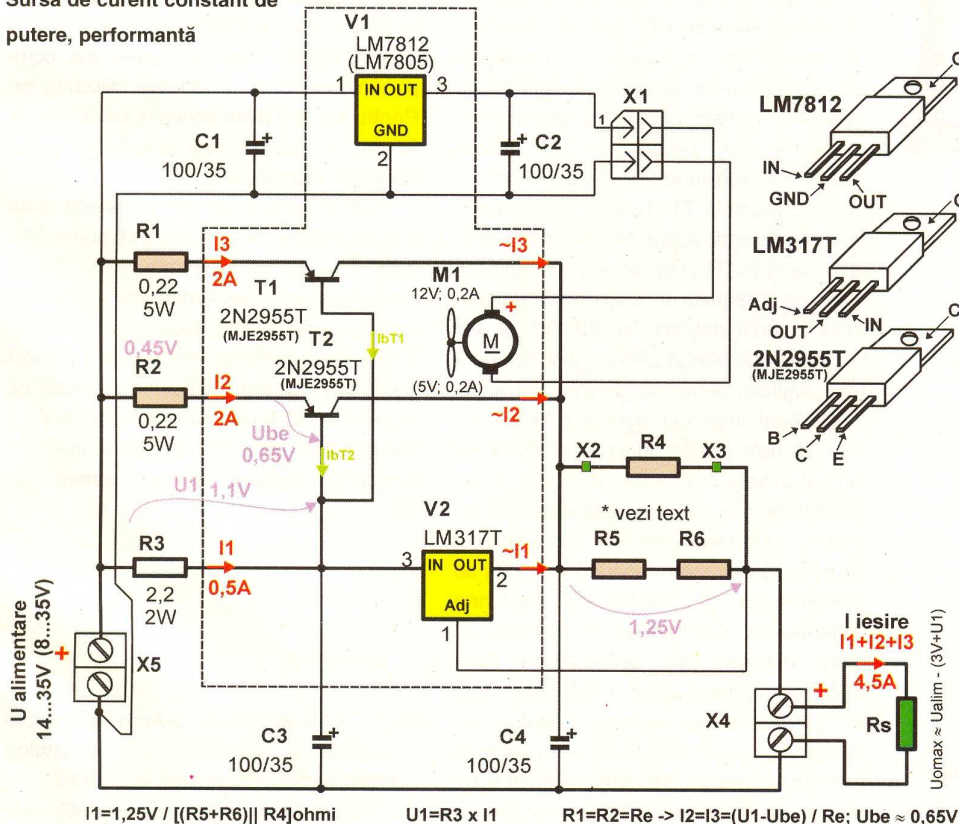 Sursa de curent constant de
putere, performantă
V1
LM7812
(LM7805)
1
IN OUT
3
GND
2
C1
+
100/35
C2
+
100/35
X1
1
LM7812
IN
GND
OUT
LM317T
Adj
OUT
IN
2N2955T
(MJE2955T)
B
C
E
C
R1
0,22
5W
I3
2A
T1
2N2955T
(MJE2955T)
IbT1
~I3
M1
12V; 0,2A
+
M
(5V; 0,2A)
0,45V
R2
0,22
5W
I2
2A
T2
2N2955T
(MJE2955T)
Ube
0,65V
IbT2
~I2
U1 1,1V
X2
R4
X3
* vezi text
R5
R6
1,25V
R3
2,2
2W
I1
0,5A
V2
LM317T
3
IN OUT
2
Adj
1
~I1
U alimentare
14...35V (8...35V)
+
X5
C3
+
100/35
C4
+
100/35
X4
+
I iesire
I1+I2+I3
4,5A
Rs
Uomax ≈ Ualim - (3V+U1)
I1=1,25V / [(R5+R6)|| R4]ohmi
U1=R3 x I1
R1=R2=Re -> I2=I3=(U1-Ube) / Re; Ube ≈ 0,65V